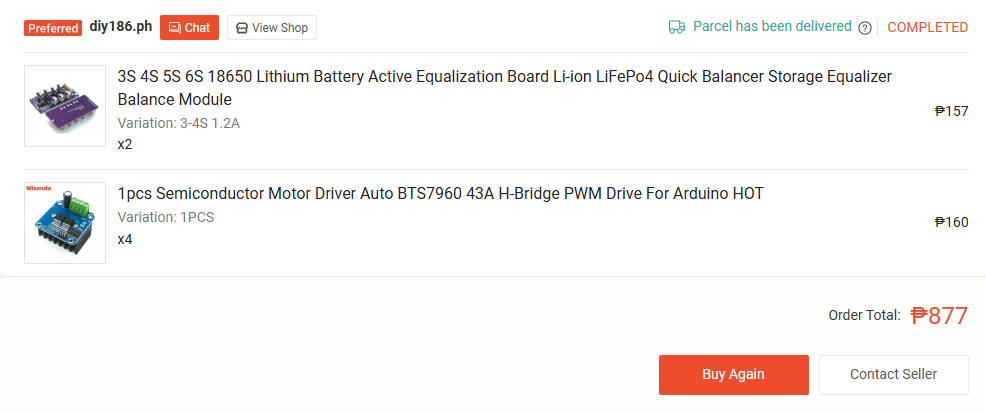 Preferred diy186.ph Chat View Shop Parcel has been delivered ? COMPLETED
3S 4S 5S 6S 18650 Lithium Battery Active Equalization Board Li-ion LiFePo4 Quick Balancer Storage Equalizer
Balance Module
Variation: 3-4S 1.2A
x2
₱157
Wisonda
1pcs Semiconductor Motor Driver Auto BTS7960 43A H-Bridge PWM Drive For Arduino HOT
Variation: 1PCS
x4
₱160
Order Total: ₱877
Buy Again Contact Seller